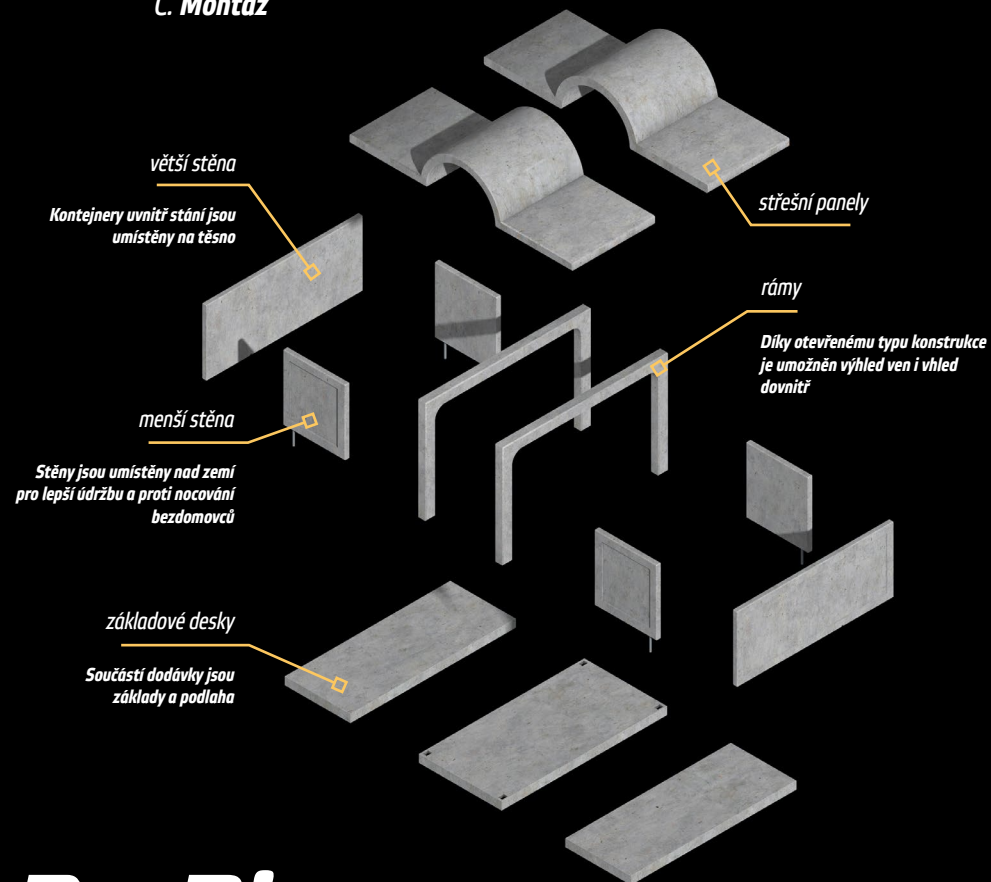 C. Montáž
větší stěna
Kontejnery uvnitř stání jsou
umístěny na těsno
střešní panely
rámy
Díky otevřenému typu konstrukce
je umožněn výhled ven i vhled
dovnitř
menší stěna
Stěny jsou umístěny nad zemí
pro lepší údržbu a proti nocování
bezdomovců
základové desky
Součástí dodávky jsou
základy a podlaha